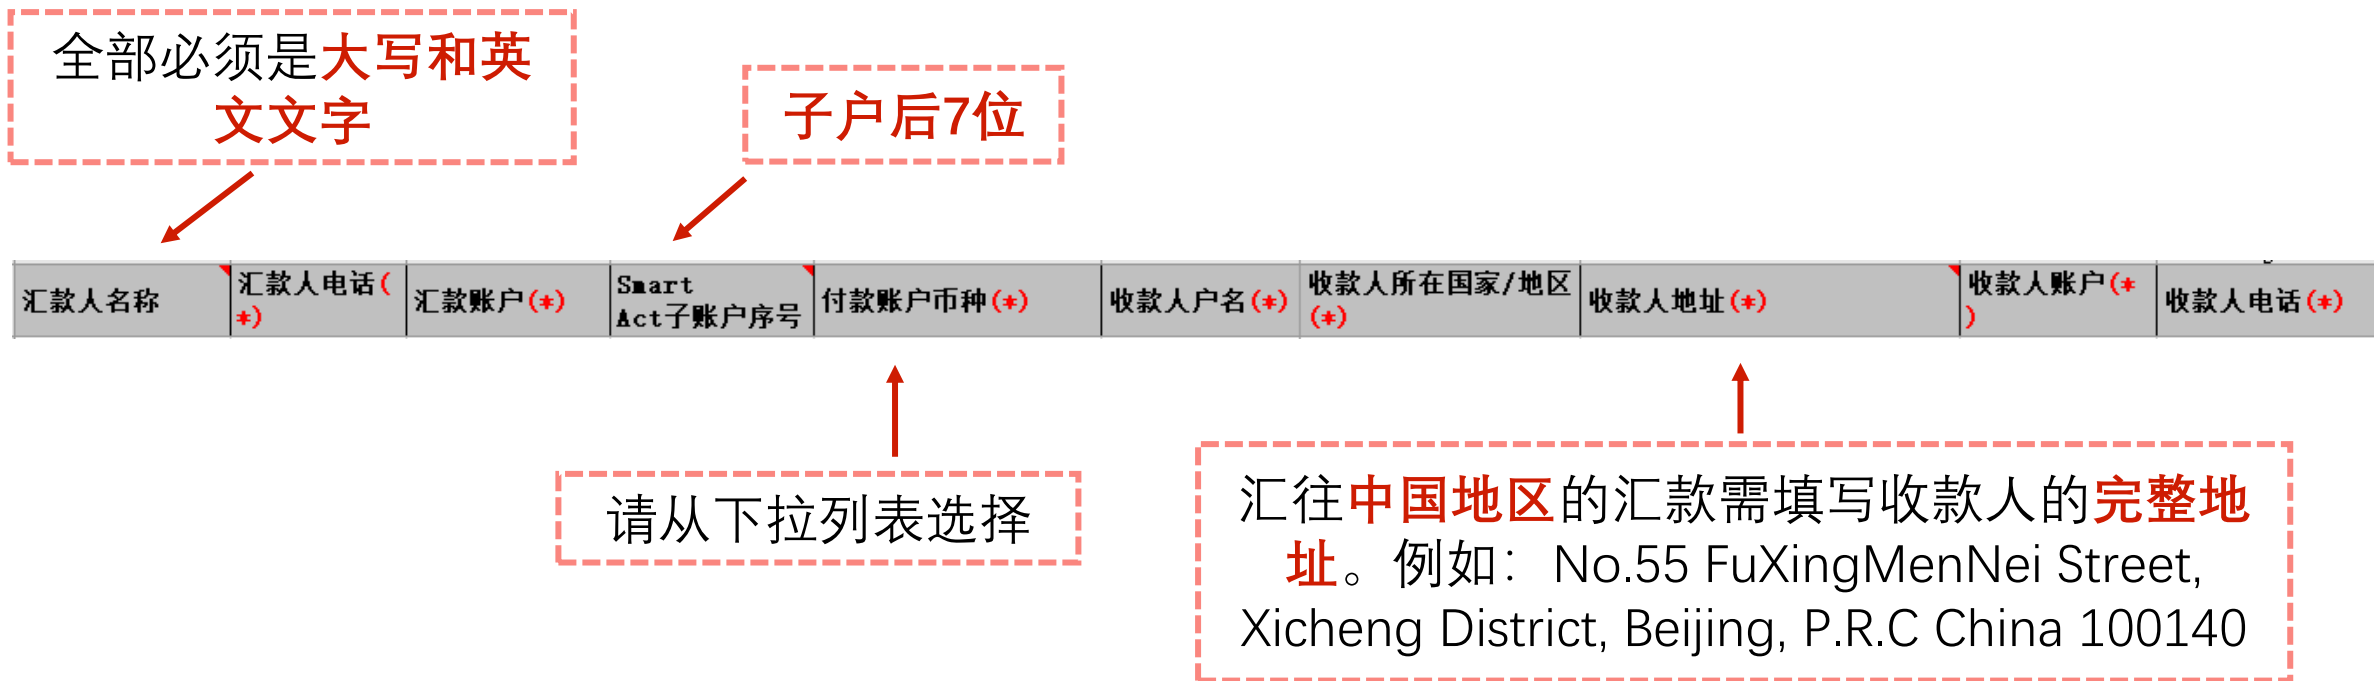 全部必须是大写和英
文文字
子户后7位
汇款人名称
汇款人电话(
*)
汇款账户(*)
Smart
Act子账户序号
付款账户币种(*)
收款人户名(*)
收款人所在国家/地区
(*)
收款人地址(*)
收款人账户(*
)
收款人电话(*)
请从下拉列表选择
汇往中国地区的汇款需填写收款人的完整地
址。例如：No.55 FuXingMenNei Street,
Xicheng District, Beijing, P.R.C China 100140